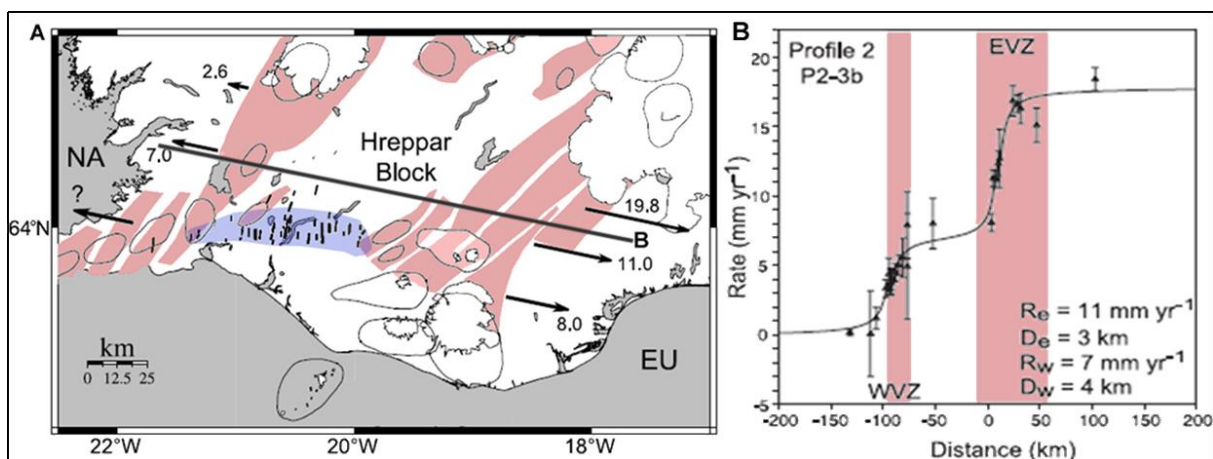 A
2.6
NA
7.0
Hreppar
Block
?
64°N
19.8
B
11.0
8.0
km
0 12.5 25
EU
22°W
20°W
18°W
B
Profile 2
P2-3b
EVZ
WVZ
Re = 11 mm yr⁻¹
De = 3 km
Rw = 7 mm yr⁻¹
Dw = 4 km
Rate (mm yr⁻¹)
20
15
10
5
0
-5
-200 -150 -100 -50 0 50 100 150 200
Distance (km)